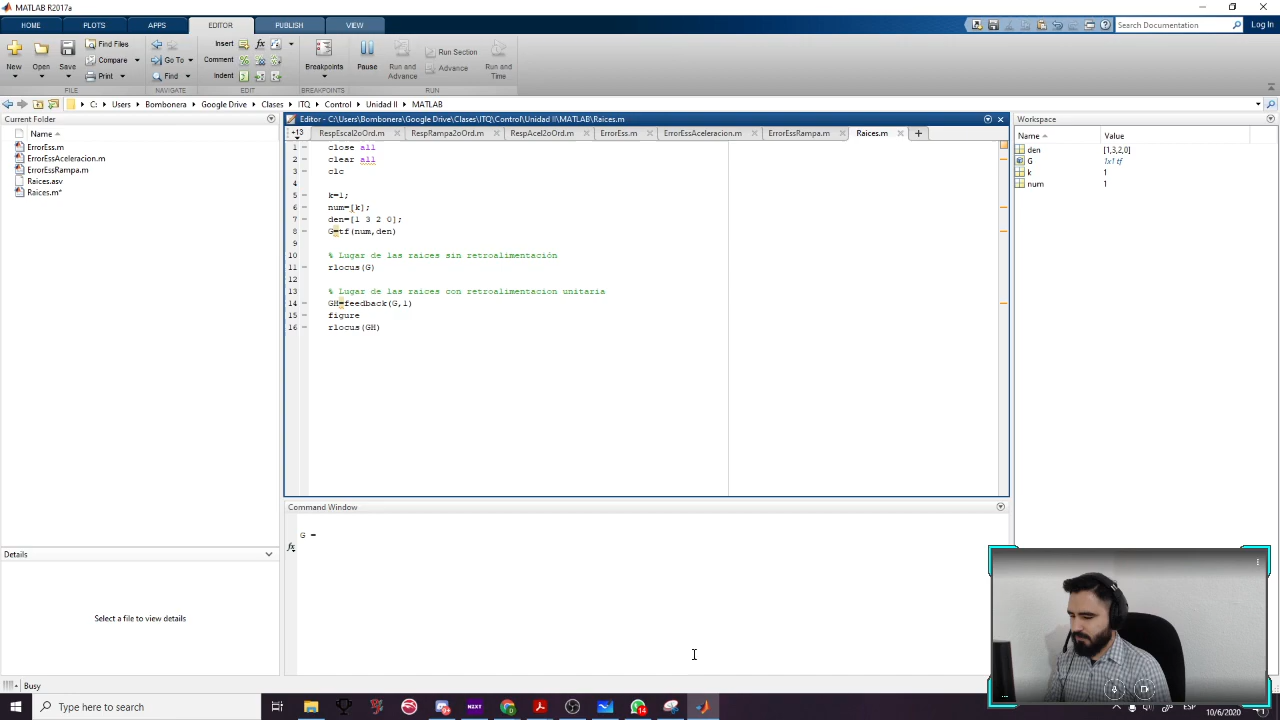 MATLAB R2017a
HOME PLOTS APPS EDITOR PUBLISH VIEW
Search Documentation Log In
New Open Save Find Files Compare Print
Go To Find
Insert Comment Indent
Breakpoints Pause Run and Advance Run Section Advance Run and Time
FILE NAVIGATE EDIT BREAKPOINTS RUN
C: Users Bombonera Google Drive Clases ITQ Control Unidad II MATLAB
Current Folder
Name
ErrorEss.m
ErrorEssAceleracion.m
ErrorEssRampa.m
Raices.asv
Raices.m*
Details
Select a file to view details
Editor - C:\Users\Bombonera\Google Drive\Clases\ITQ\Control\Unidad II\MATLAB\Raices.m
+13 RespEscal2oOrd.m RespRampa2oOrd.m RespAcel2oOrd.m ErrorEss.m ErrorEssAceleracion.m ErrorEssRampa.m Raices.m
1 close all
2 clear all
3 clc
4
5 k=1;
6 num=[k];
7 den=[1 3 2 0];
8 G=tf(num,den)
9
10 % Lugar de las raices sin retroalimentación
11 rlocus(G)
12
13 % Lugar de las raices con retroalimentacion unitaria
14 GH=feedback(G,1)
15 figure
16 rlocus(GH)
Command Window
G =
fx
Workspace
Name Value
den [1,3,2,0]
G 1x1 tf
k 1
num 1
Busy
Type here to search
ESP
10/6/2020